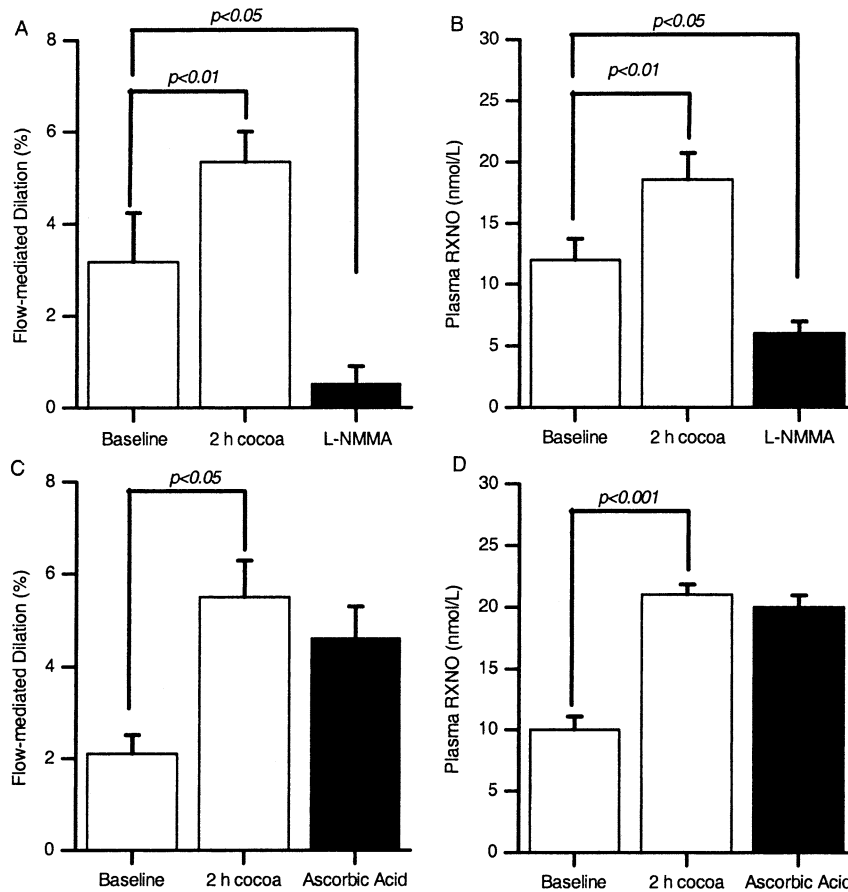 A
p<0.05
p<0.01
Flow-mediated Dilation (%)
8
6
4
2
0
Baseline
2 h cocoa
L-NMMA
B
p<0.05
p<0.01
Plasma RXNO (nmol/L)
30
25
20
15
10
5
0
Baseline
2 h cocoa
L-NMMA
C
p<0.05
Flow-mediated Dilation (%)
8
6
4
2
0
Baseline
2 h cocoa
Ascorbic Acid
D
p<0.001
Plasma RXNO (nmol/L)
30
25
20
15
10
5
0
Baseline
2 h cocoa
Ascorbic Acid